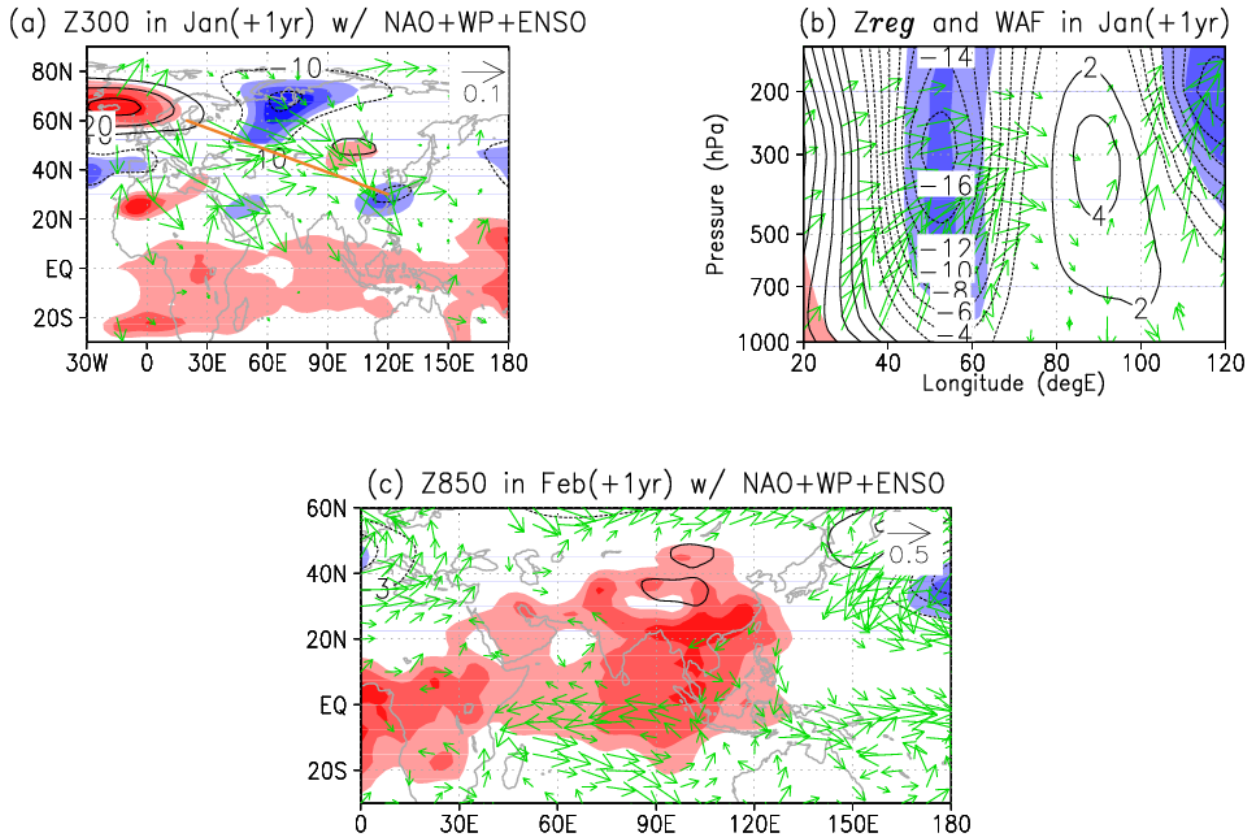 (a) Z300 in Jan(+1yr) w/ NAO+WP+ENSO
80N
60N
40N
20N
EQ
20S
30W 0 30E 60E 90E 120E 150E 180
-10
0.1
20
-10
(b) Zreg and WAF in Jan(+1yr)
Pressure (hPa)
200
300
500
700
1000
20 40 60 80 100 120
Longitude (degE)
-14
-16
-12
-10
-8
-6
-4
2
4
2
(c) Z850 in Feb(+1yr) w/ NAO+WP+ENSO
60N
40N
20N
EQ
20S
0 30E 60E 90E 120E 150E 180
3
0.5